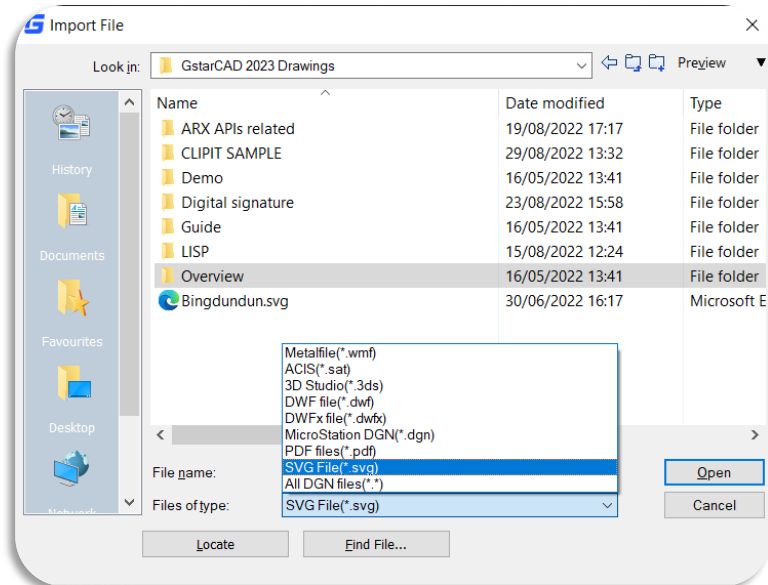 Import File
Look in: GstarCAD 2023 Drawings Preview
Name Date modified Type
ARX APIs related 19/08/2022 17:17 File folder
CLIPIT SAMPLE 29/08/2022 13:32 File folder
Demo 16/05/2022 13:41 File folder
Digital signature 23/08/2022 15:58 File folder
Guide 16/05/2022 13:41 File folder
LISP 15/08/2022 12:24 File folder
Overview 16/05/2022 13:41 File folder
Bingdundun.svg 30/06/2022 16:17 Microsoft E
History
Documents
Favourites
Desktop
Network
Metalfile(*.wmf)
ACIS(*.sat)
3D Studio(*.3ds)
DWF file(*.dwf)
DWFx file(*.dwfx)
MicroStation DGN(*.dgn)
PDF files(*.pdf)
SVG File(*.svg)
All DGN files(*.*)
File name: Open
Files of type: SVG File(*.svg) Cancel
Locate Find File...